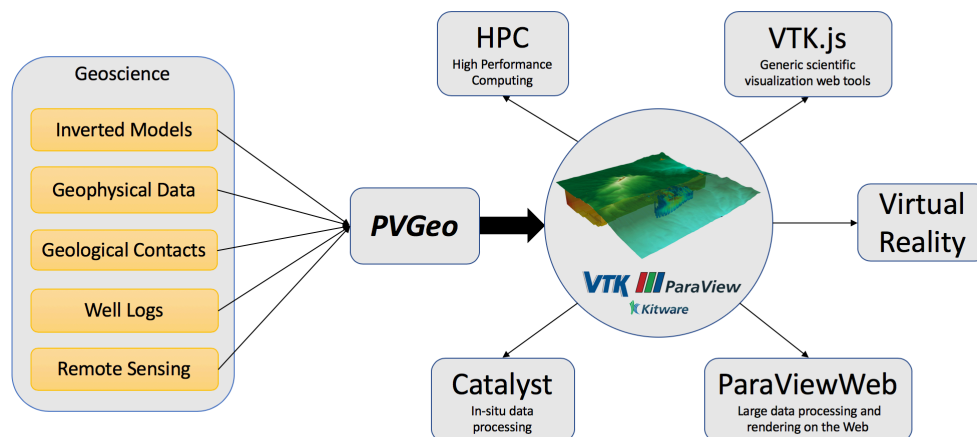 Geoscience
Inverted Models
Geophysical Data
Geological Contacts
Well Logs
Remote Sensing
PVGeo
HPC
High Performance
Computing
VTK.js
Generic scientific
visualization web tools
VTK ParaView
Kitware
Virtual
Reality
Catalyst
In-situ data
processing
ParaViewWeb
Large data processing and
rendering on the Web